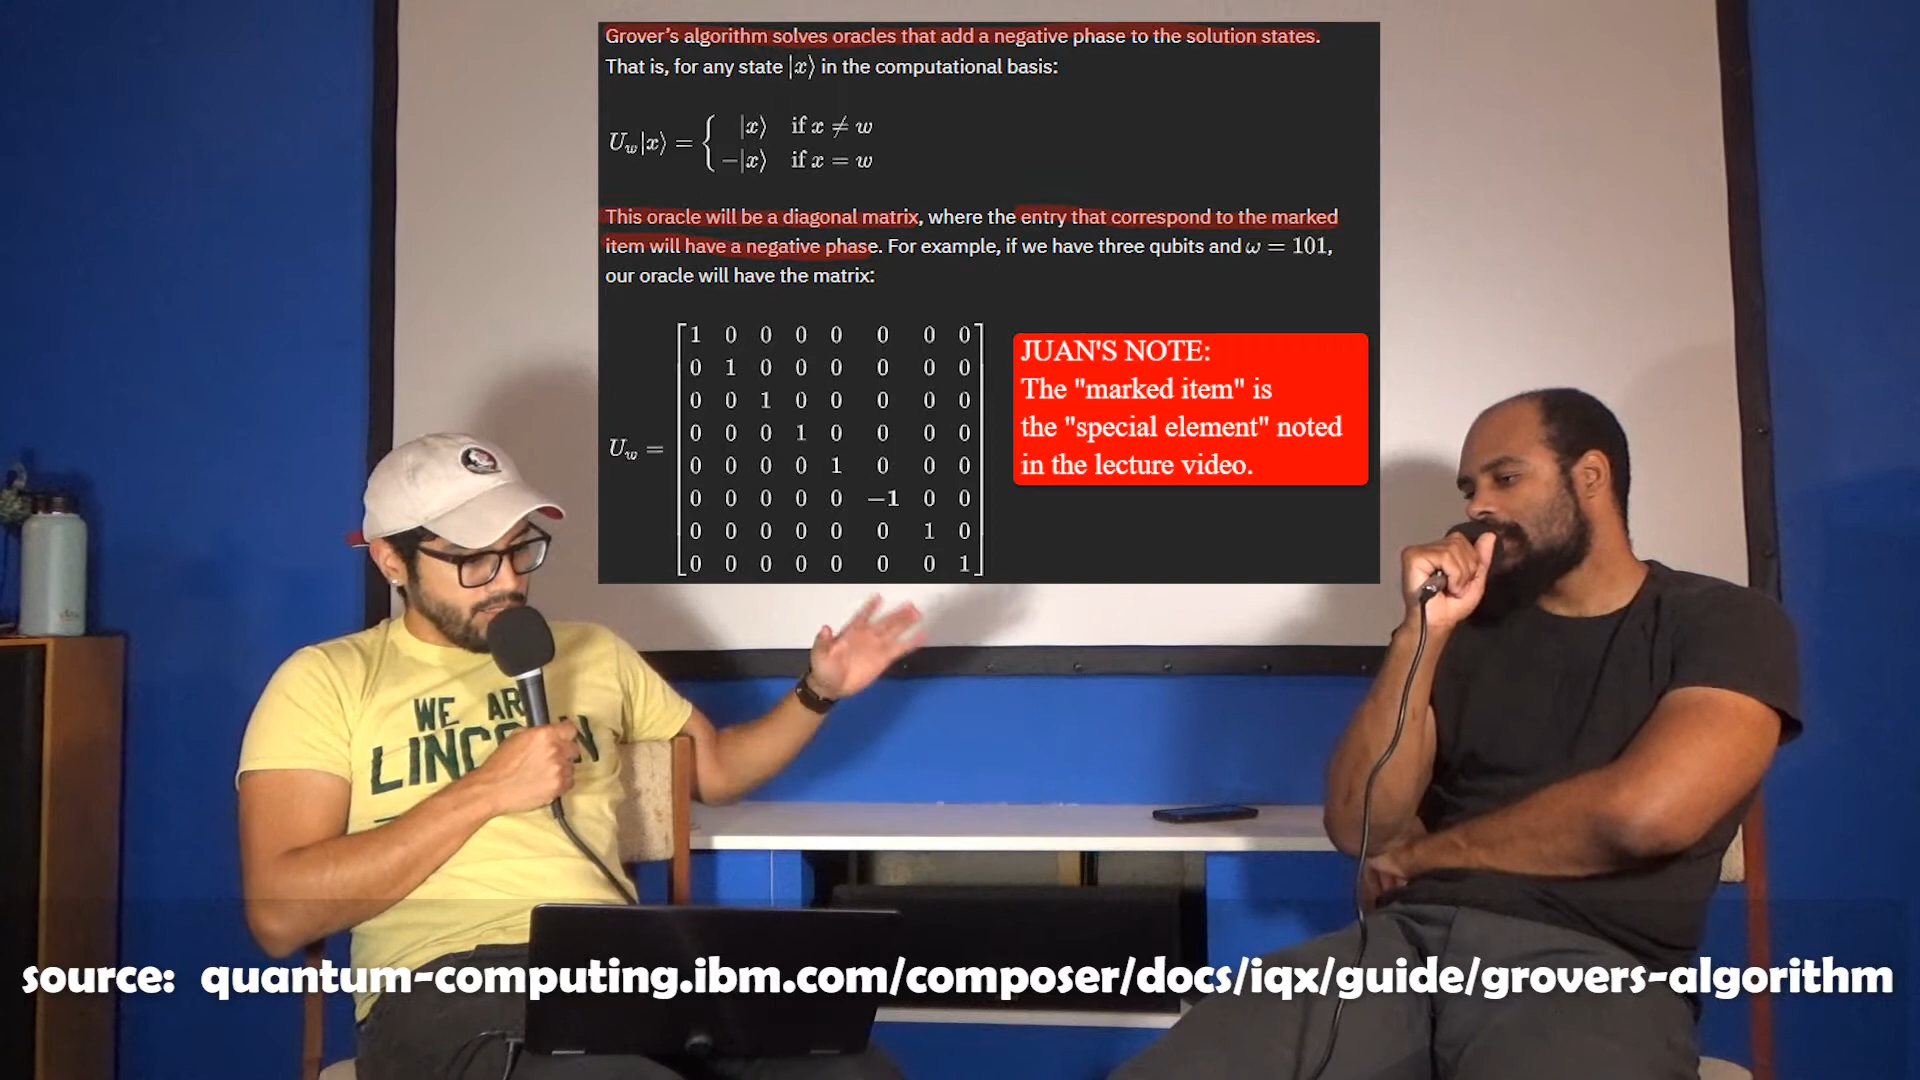 Grover's algorithm solves oracles that add a negative phase to the solution states.
That is, for any state |x⟩ in the computational basis:
U_w|x⟩ = { |x⟩ if x ≠ w
−|x⟩ if x = w
This oracle will be a diagonal matrix, where the entry that correspond to the marked
item will have a negative phase. For example, if we have three qubits and ω = 101,
our oracle will have the matrix:
U_w =
1 0 0 0 0 0 0 0
0 1 0 0 0 0 0 0
0 0 1 0 0 0 0 0
0 0 0 1 0 0 0 0
0 0 0 0 1 0 0 0
0 0 0 0 0 −1 0 0
0 0 0 0 0 0 1 0
0 0 0 0 0 0 0 1
JUAN'S NOTE:
The "marked item" is
the "special element" noted
in the lecture video.
WE AR
LINC N
source: quantum-computing.ibm.com/composer/docs/iqx/guide/grovers-algorithm